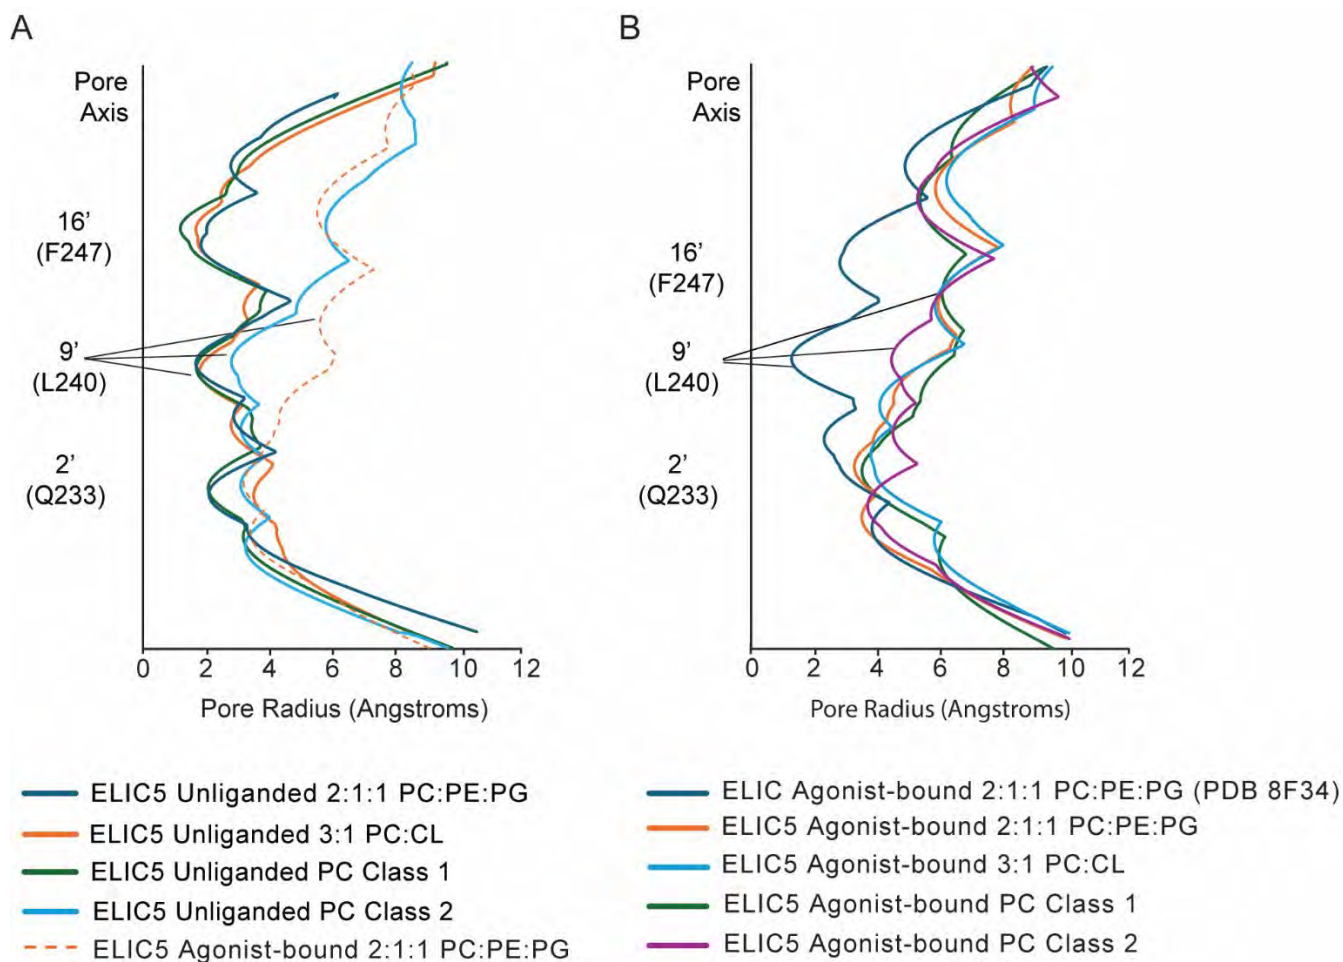 A
Pore
Axis
16'
(F247)
9'
(L240)
2'
(Q233)
0 2 4 6 8 10 12
Pore Radius (Angstroms)
ELIC5 Unliganded 2:1:1 PC:PE:PG
ELIC5 Unliganded 3:1 PC:CL
ELIC5 Unliganded PC Class 1
ELIC5 Unliganded PC Class 2
ELIC5 Agonist-bound 2:1:1 PC:PE:PG
B
Pore
Axis
16'
(F247)
9'
(L240)
2'
(Q233)
0 2 4 6 8 10 12
Pore Radius (Angstroms)
ELIC Agonist-bound 2:1:1 PC:PE:PG (PDB 8F34)
ELIC5 Agonist-bound 2:1:1 PC:PE:PG
ELIC5 Agonist-bound 3:1 PC:CL
ELIC5 Agonist-bound PC Class 1
ELIC5 Agonist-bound PC Class 2